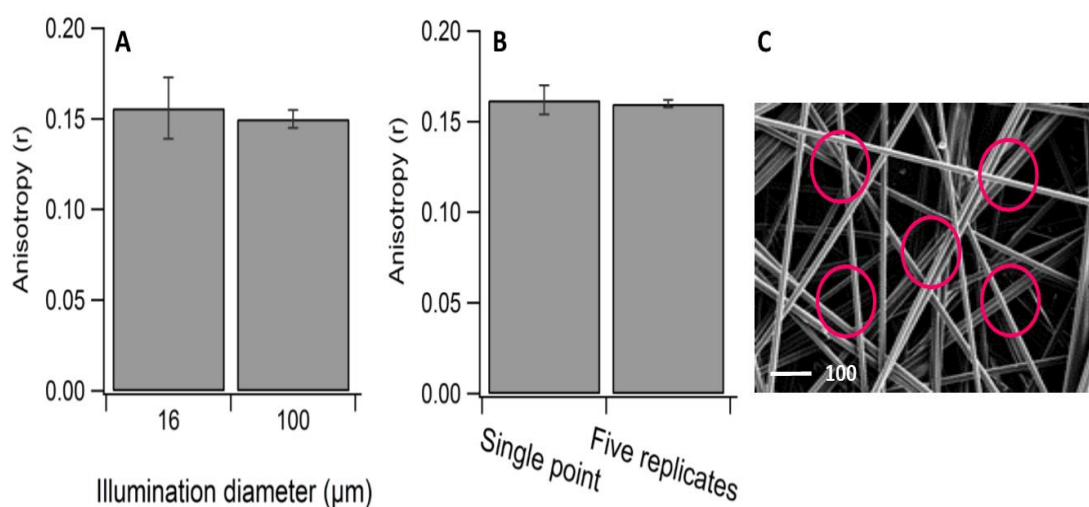 A
0.20
0.15
0.10
0.05
0.00
Anisotropy (r)
16 100
Illumination diameter (µm)
B
0.20
0.15
0.10
0.05
0.00
Anisotropy (r)
Single point
Five replicates
C
100